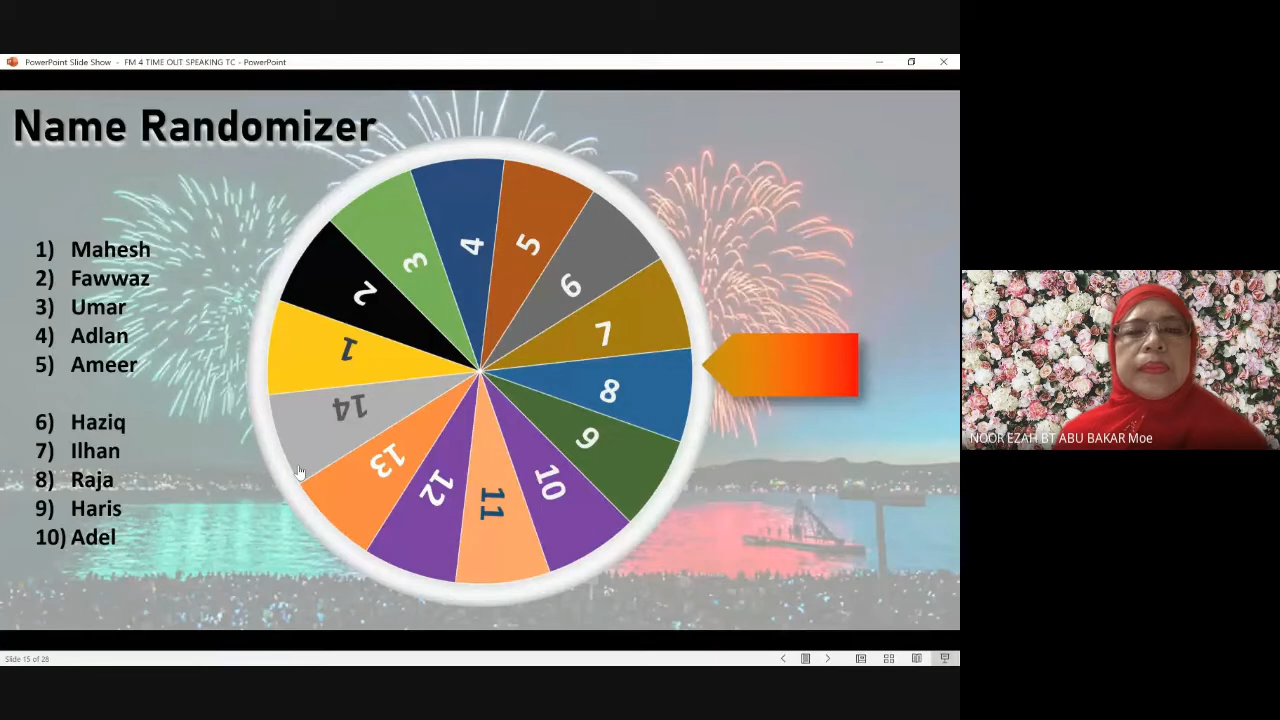 PowerPoint Slide Show - FM 4 TIME OUT SPEAKING TC - PowerPoint
Name Randomizer
1) Mahesh
2) Fawwaz
3) Umar
4) Adlan
5) Ameer
6) Haziq
7) Ilhan
8) Raja
9) Haris
10) Adel
1
2
3
4
5
6
7
8
9
10
11
12
13
14
NOOR EZAH BT ABU BAKAR Moe
Slide 15 of 28